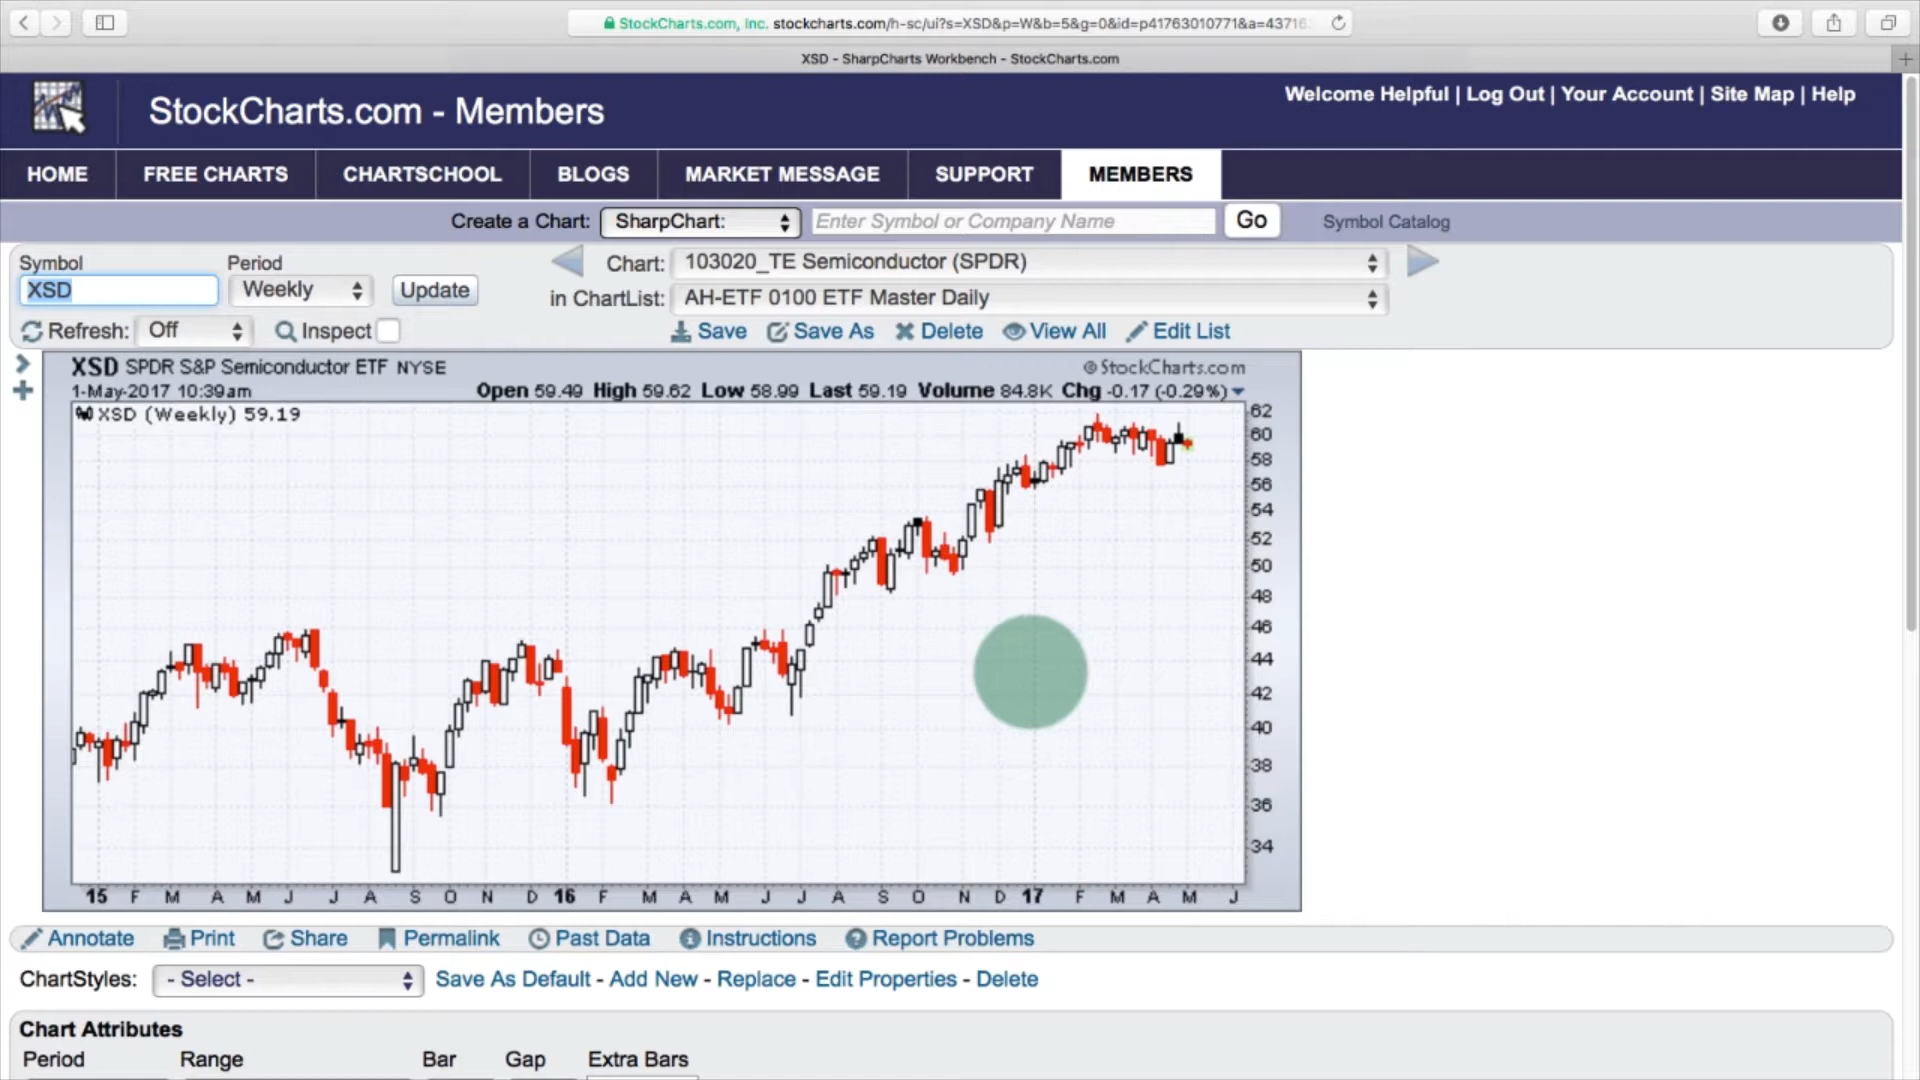 StockCharts.com, Inc. stockcharts.com/h-sc/ui?s=XSD&p=W&b=5&g=0&id=p41763010771&a=43716
XSD - SharpCharts Workbench - StockCharts.com
StockCharts.com - Members
Welcome Helpful | Log Out | Your Account | Site Map | Help
HOME FREE CHARTS CHARTSCHOOL BLOGS MARKET MESSAGE SUPPORT MEMBERS
Create a Chart: SharpChart: Enter Symbol or Company Name Go Symbol Catalog
Symbol Period
XSD Weekly Update
Chart: 103020_TE Semiconductor (SPDR)
in ChartList: AH-ETF 0100 ETF Master Daily
Refresh: Off Inspect
Save Save As Delete View All Edit List
XSD SPDR S&P Semiconductor ETF NYSE © StockCharts.com
1-May-2017 10:39am Open 59.49 High 59.62 Low 58.99 Last 59.19 Volume 84.8K Chg -0.17 (-0.29%)
XSD (Weekly) 59.19
62
60
58
56
54
52
50
48
46
44
42
40
38
36
34
15 F M A M J J A S O N D 16 F M A M J J A S O N D 17 F M A M J
Annotate Print Share Permalink Past Data Instructions Report Problems
ChartStyles: - Select - Save As Default - Add New - Replace - Edit Properties - Delete
Chart Attributes
Period Range Bar Gap Extra Bars